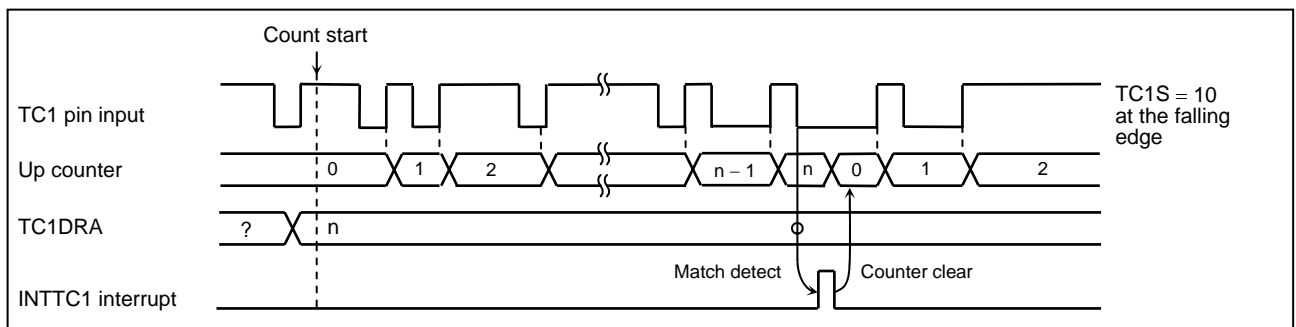 Count start
TC1 pin input
TC1S = 10
at the falling
edge
Up counter 0 1 2 n − 1 n 0 1 2
TC1DRA ? n
Match detect Counter clear
INTTC1 interrupt